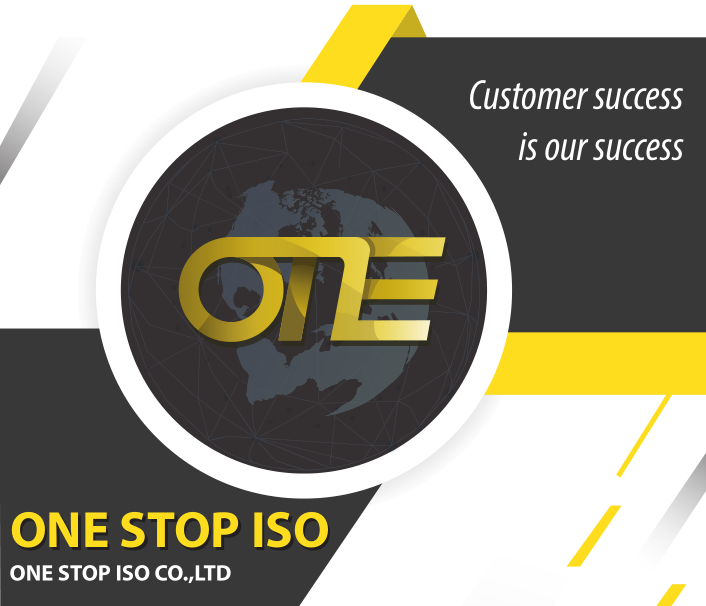 Customer success
is our success
ONE
ONE STOP ISO
ONE STOP ISO CO.,LTD